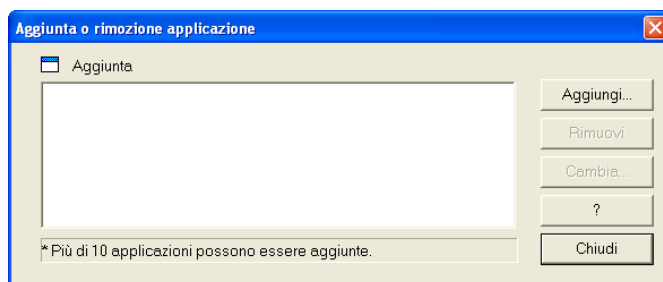 Aggiunta o rimozione applicazione
Aggiunta
Aggiungi...
Rimuovi
Cambia...
?
* Più di 10 applicazioni possono essere aggiunte.
Chiudi